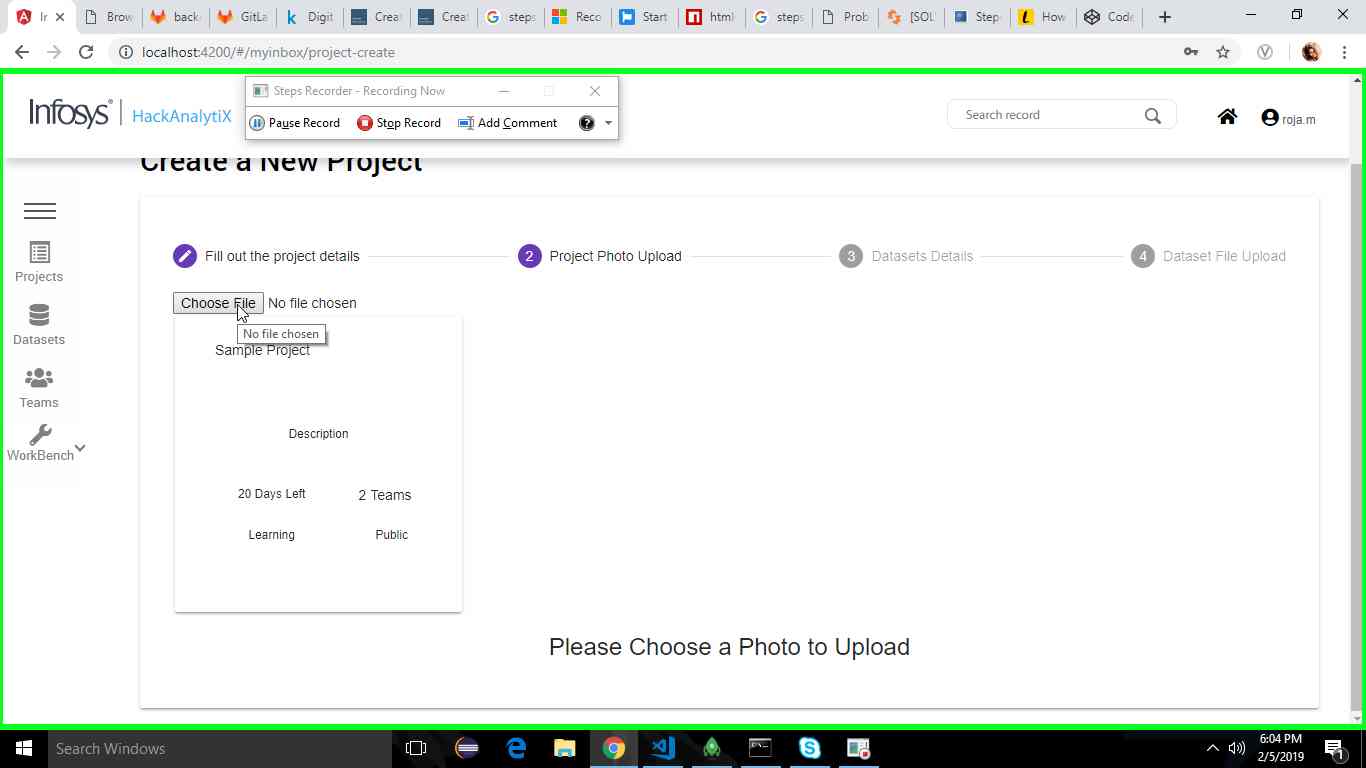 Ir
Brow
back
GitLa
Digit
Creat
Creat
steps
Reco
Start
html
steps
Prob
[SOL
Step
How
Code
localhost:4200/#/myinbox/project-create
Steps Recorder - Recording Now
Pause Record
Stop Record
Add Comment
Infosys® | HackAnalytiX
Search record
roja.m
Create a New Project
Projects
Datasets
Teams
WorkBench
Fill out the project details
2 Project Photo Upload
3 Datasets Details
4 Dataset File Upload
Choose File No file chosen
No file chosen
Sample Project
Description
20 Days Left 2 Teams
Learning Public
Please Choose a Photo to Upload
Search Windows
6:04 PM
2/5/2019
1